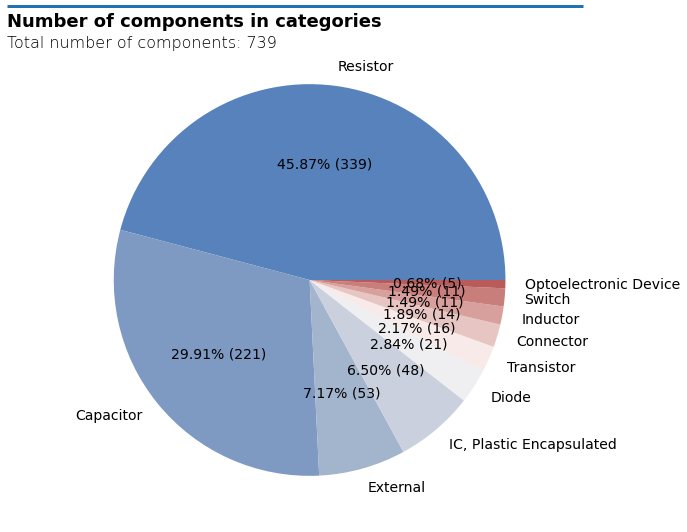 Number of components in categories
Total number of components: 739
Resistor
45.87% (339)
Capacitor
29.91% (221)
External
7.17% (53)
IC, Plastic Encapsulated
6.50% (48)
Diode
2.84% (21)
Transistor
2.17% (16)
Connector
1.89% (14)
Inductor
1.49% (11)
Switch
1.49% (11)
Optoelectronic Device
0.68% (5)